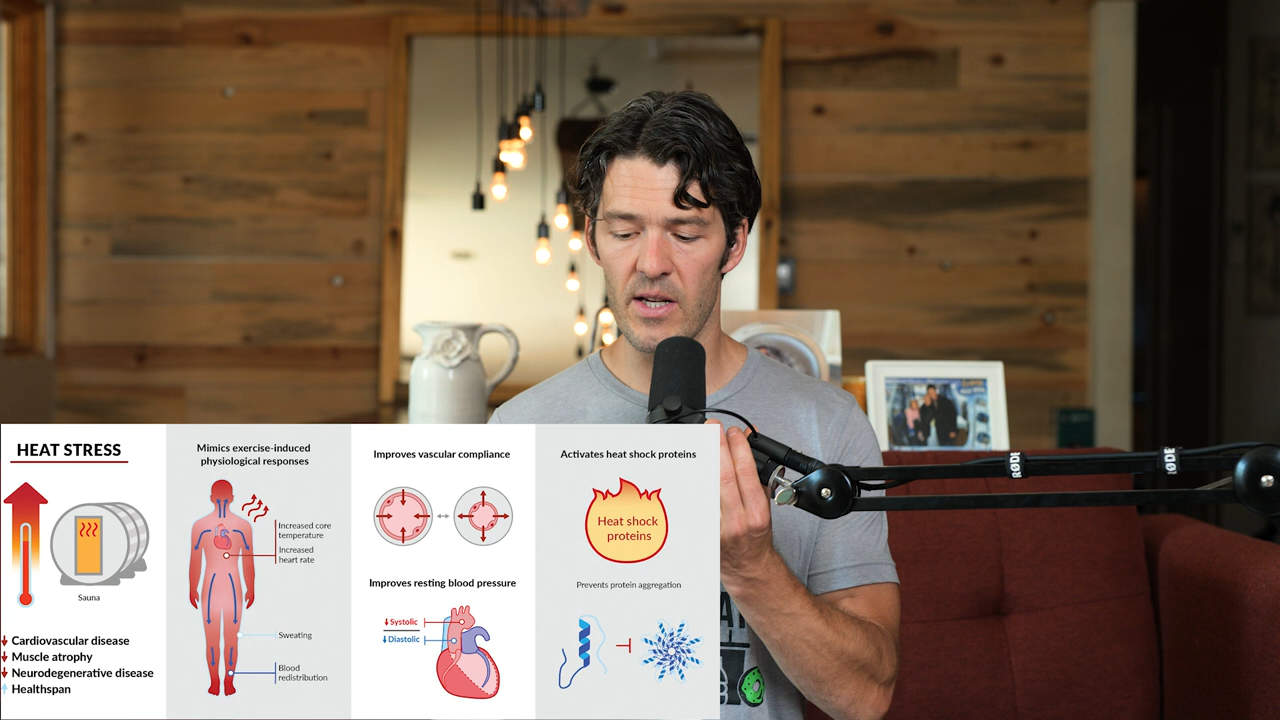 HEAT STRESS
Sauna
Cardiovascular disease
Muscle atrophy
Neurodegenerative disease
Healthspan
Mimics exercise-induced
physiological responses
Increased core
temperature
Increased
heart rate
Sweating
Blood
redistribution
Improves vascular compliance
Improves resting blood pressure
Systolic
Diastolic
Activates heat shock proteins
Heat shock
proteins
Prevents protein aggregation
RØDE
RØDE